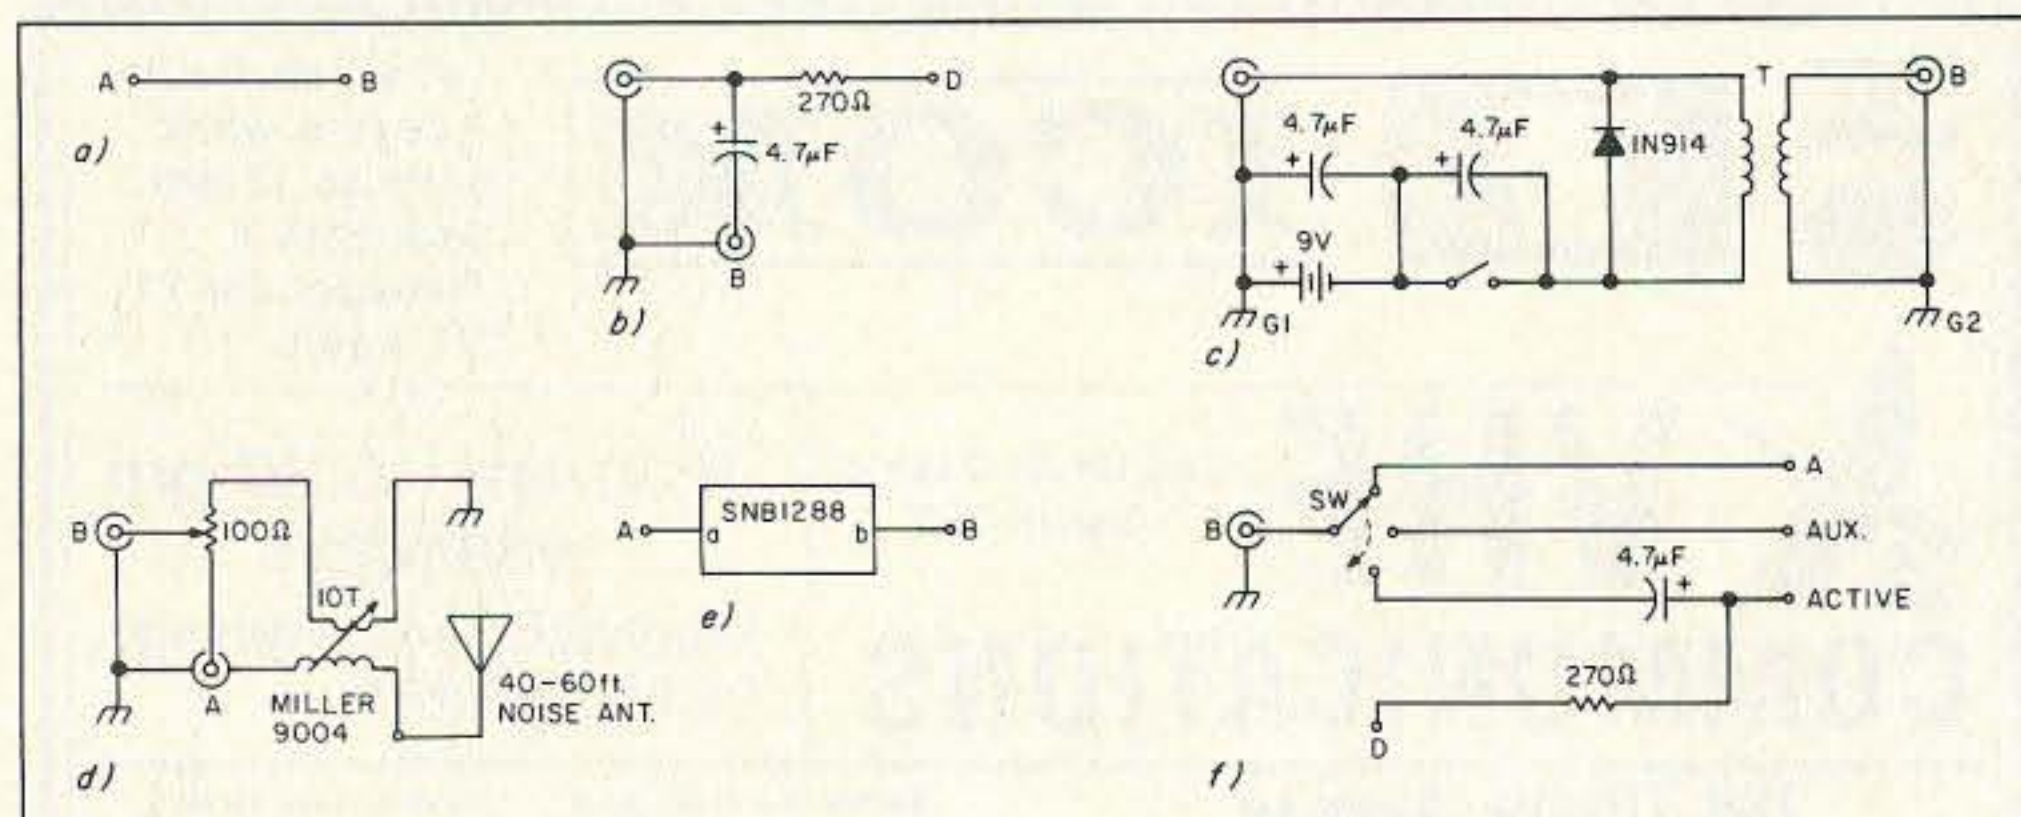 A
B
a)
D
270Ω
+
4.7µF
B
b)
T
B
4.7µF
4.7µF
+
+
IN914
9V
+
G1
G2
c)
B
100Ω
10T
A
MILLER
9004
40-60ft.
NOISE ANT.
d)
A
a
SNB1288
b
B
e)
A
SW
B
AUX.
4.7µF
+
ACTIVE
270Ω
D
f)